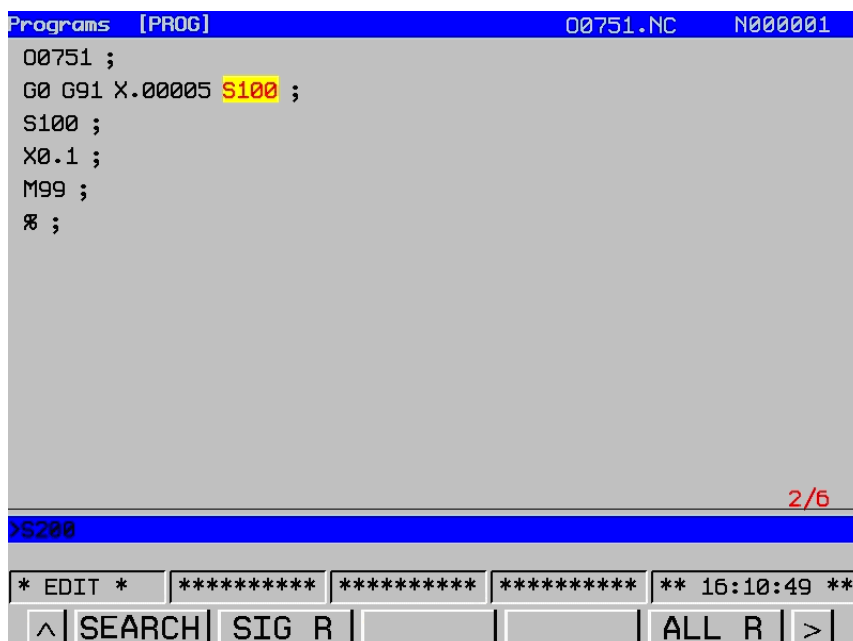 Programs [PROG] O0751.NC N000001
O0751 ;
G0 G91 X.00005 S100 ;
S100 ;
X0.1 ;
M99 ;
% ;
2/6
>S200
* EDIT * ********** ********** ********** ** 16:10:49 **
^ SEARCH SIG R ALL R >